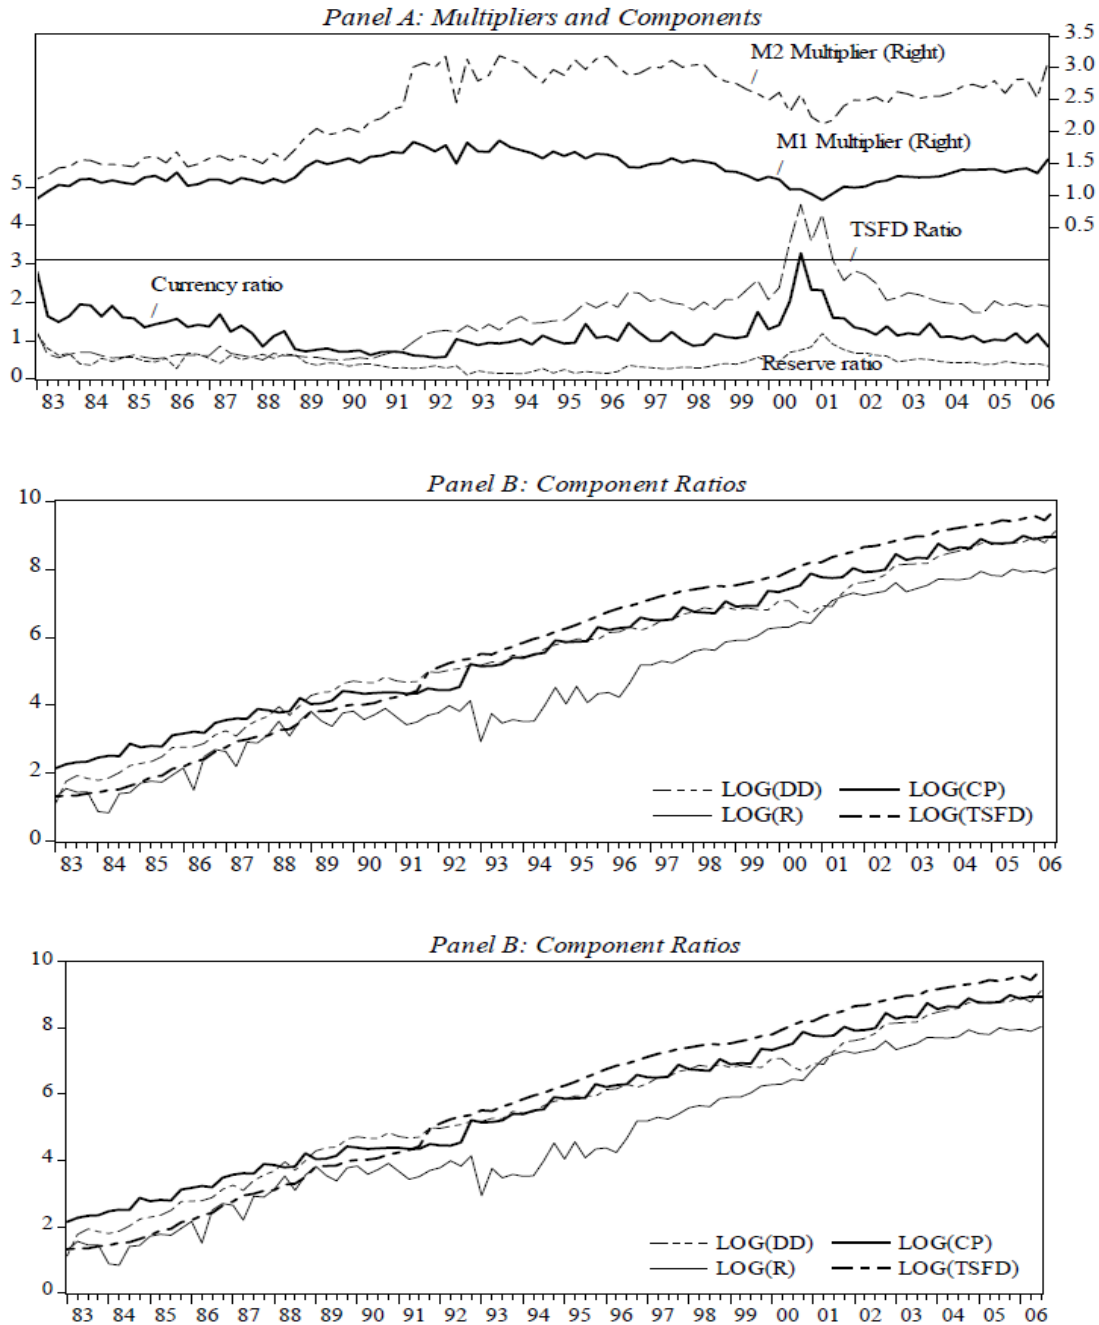 Panel A: Multipliers and Components
3.5
M2 Multiplier (Right)
3.0
2.5
2.0
M1 Multiplier (Right)
1.5
5
1.0
4
TSFD Ratio
0.5
3
Currency ratio
2
1
Reserve ratio
0
83 84 85 86 87 88 89 90 91 92 93 94 95 96 97 98 99 00 01 02 03 04 05 06
Panel B: Component Ratios
10
8
6
4
2
LOG(DD) LOG(CP)
LOG(R) LOG(TSFD)
0
83 84 85 86 87 88 89 90 91 92 93 94 95 96 97 98 99 00 01 02 03 04 05 06
Panel B: Component Ratios
10
8
6
4
2
LOG(DD) LOG(CP)
LOG(R) LOG(TSFD)
0
83 84 85 86 87 88 89 90 91 92 93 94 95 96 97 98 99 00 01 02 03 04 05 06